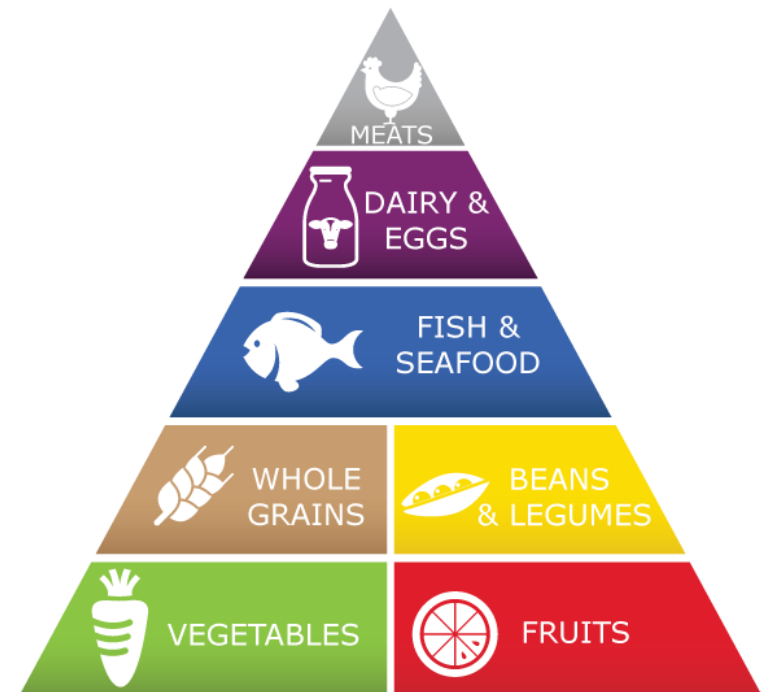 MEATS
DAIRY &
EGGS
FISH &
SEAFOOD
WHOLE
GRAINS
BEANS
& LEGUMES
VEGETABLES
FRUITS